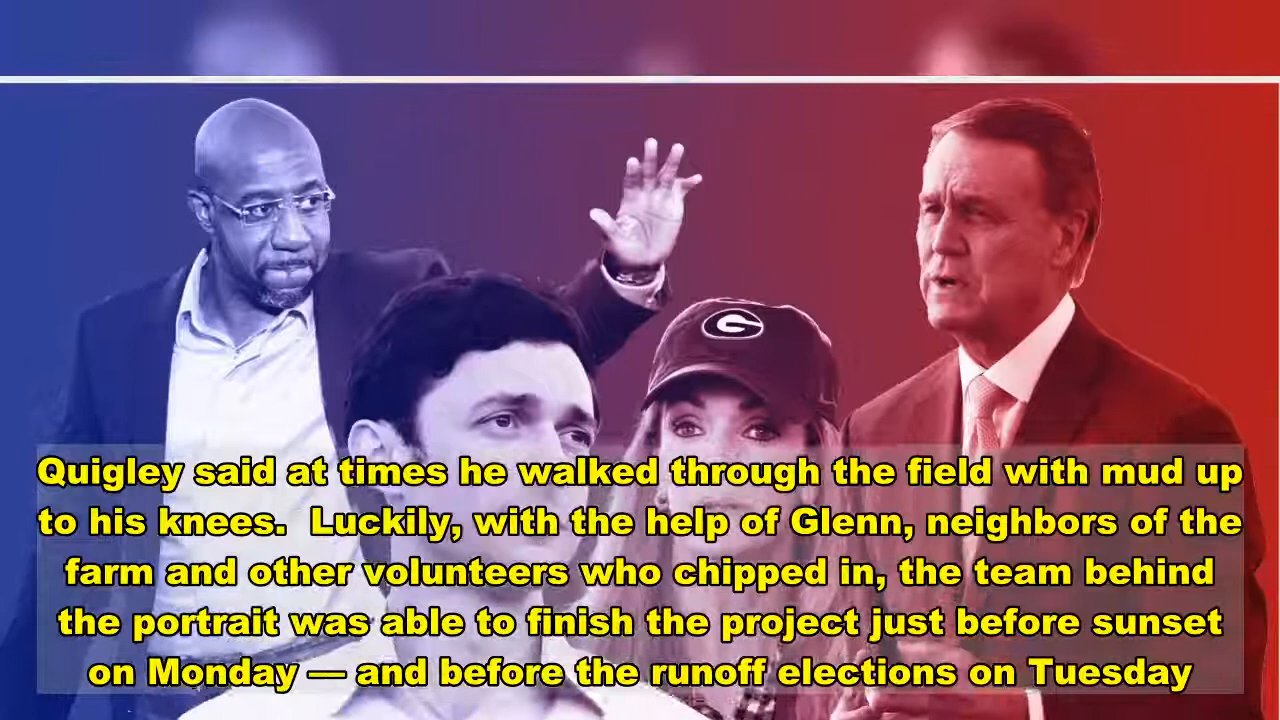 G
Quigley said at times he walked through the field with mud up
to his knees.  Luckily, with the help of Glenn, neighbors of the
farm and other volunteers who chipped in, the team behind
the portrait was able to finish the project just before sunset
on Monday — and before the runoff elections on Tuesday